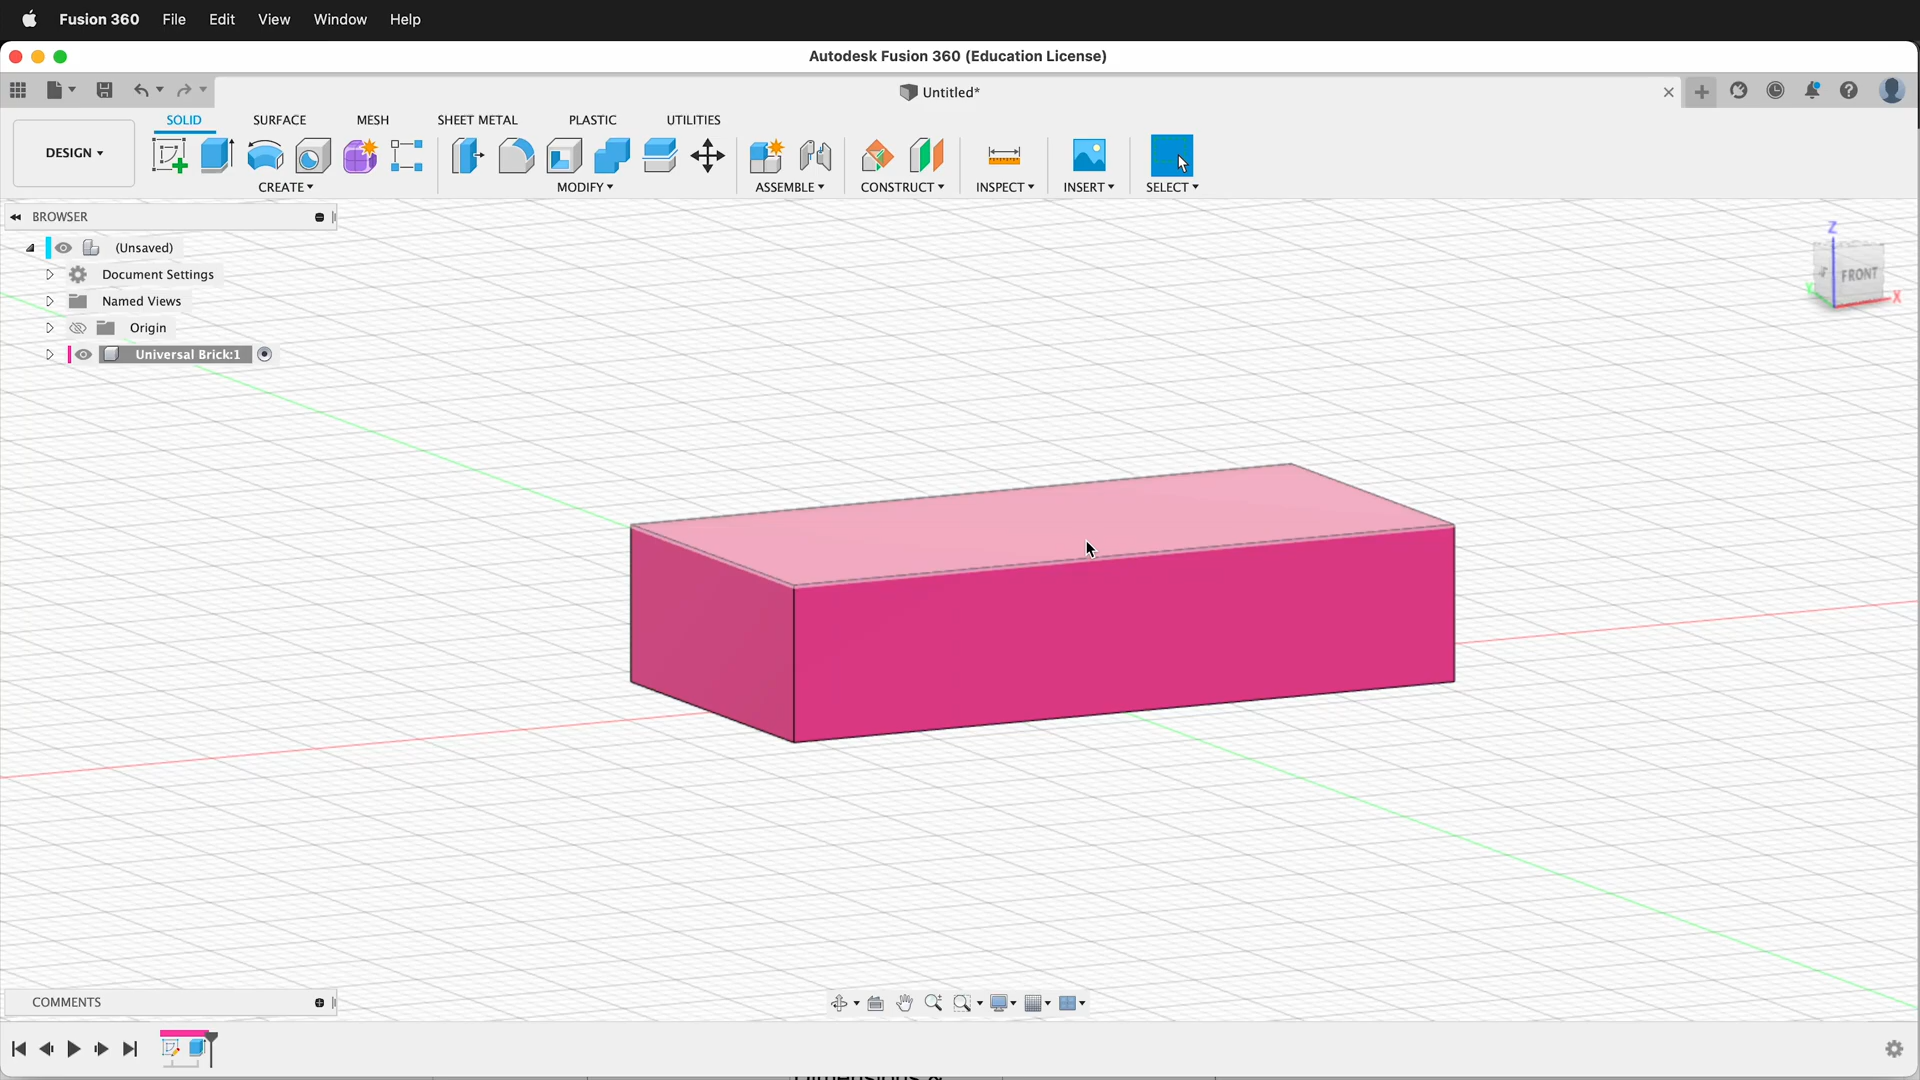 Fusion 360 File Edit View Window Help
Autodesk Fusion 360 (Education License)
Untitled*
SOLID SURFACE MESH SHEET METAL PLASTIC UTILITIES
DESIGN
CREATE MODIFY ASSEMBLE CONSTRUCT INSPECT INSERT SELECT
BROWSER
(Unsaved)
Document Settings
Named Views
Origin
Universal Brick:1
Z
FRONT
X
Y
COMMENTS